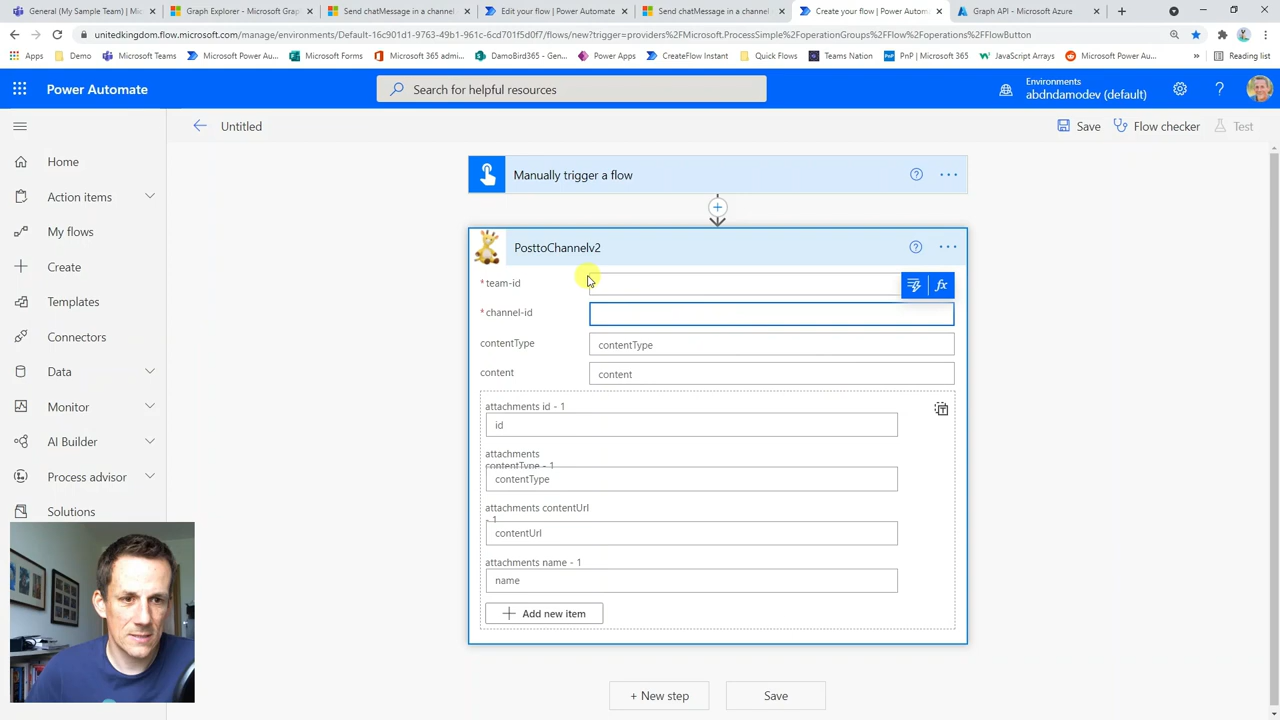 General (My Sample Team) | Micros
Graph Explorer - Microsoft Graph
Send chatMessage in a channel
Edit your flow | Power Automate
Send chatMessage in a channel
Create your flow | Power Automat
Graph API - Microsoft Azure
unitedkingdom.flow.microsoft.com/manage/environments/Default-16c901d1-9763-49b1-961c-6cd701f5d0f7/flows/new?trigger=providers%2FMicrosoft.ProcessSimple%2FoperationGroups%2FFlow%2Foperations%2FFlowButton
Apps
Demo
Microsoft Teams
Microsoft Power Au...
Microsoft Forms
Microsoft 365 admi...
DamoBird365 - Gen...
Power Apps
CreateFlow Instant
Quick Flows
Teams Nation
PnP | Microsoft 365
JavaScript Arrays
Microsoft Power Au...
Reading list
Power Automate
Search for helpful resources
Environments
abdndamodev (default)
Untitled
Save
Flow checker
Test
Home
Action items
My flows
Create
Templates
Connectors
Data
Monitor
AI Builder
Process advisor
Solutions
Manually trigger a flow
PosttoChannelv2
* team-id
fx
* channel-id
contentType
contentType
content
content
attachments id - 1
id
attachments
contentType - 1
contentType
attachments contentUrl
- 1
contentUrl
attachments name - 1
name
Add new item
+ New step
Save